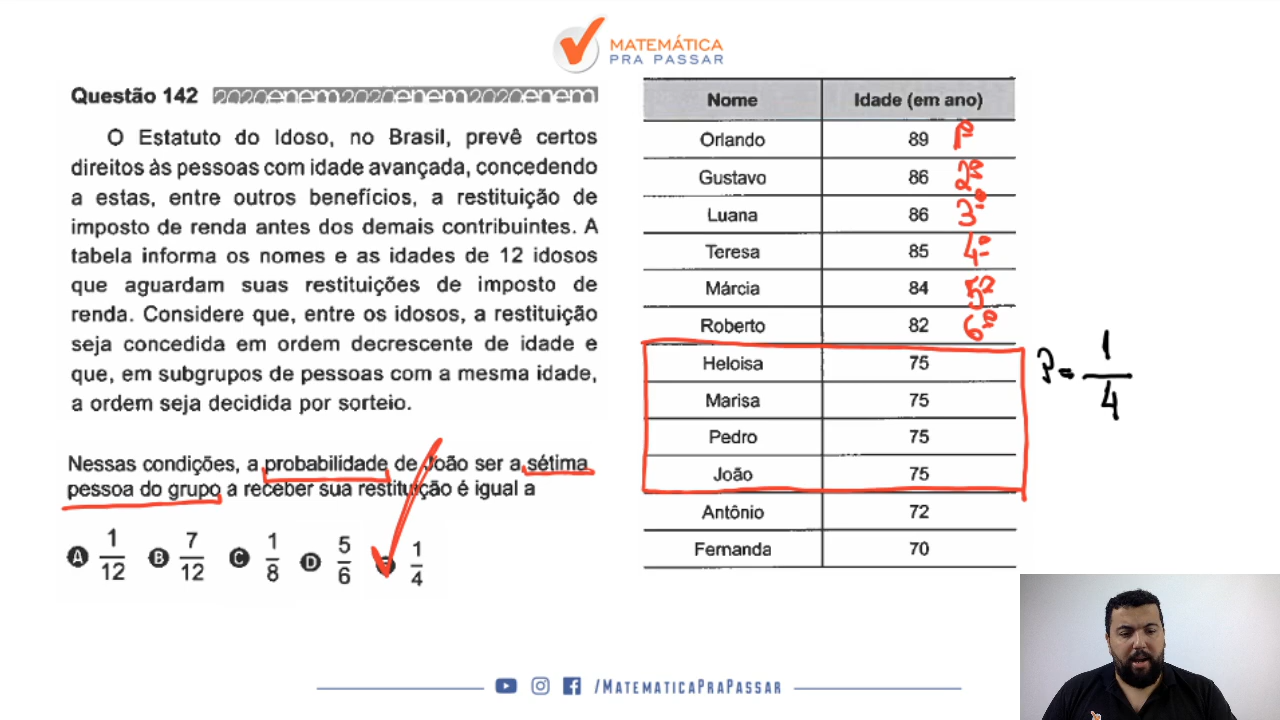 MATEMÁTICA
PRA PASSAR
Questão 142 2020enem2020enem2020enem
O Estatuto do Idoso, no Brasil, prevê certos
direitos às pessoas com idade avançada, concedendo
a estas, entre outros benefícios, a restituição de
imposto de renda antes dos demais contribuintes. A
tabela informa os nomes e as idades de 12 idosos
que aguardam suas restituições de imposto de
renda. Considere que, entre os idosos, a restituição
seja concedida em ordem decrescente de idade e
que, em subgrupos de pessoas com a mesma idade,
a ordem seja decidida por sorteio.
Nessas condições, a probabilidade de João ser a sétima
pessoa do grupo a receber sua restituição é igual a
A 1/12 B 7/12 C 1/8 D 5/6 1/4
Nome Idade (em ano)
Orlando 89 1º
Gustavo 86 2º
Luana 86 3º
Teresa 85 4º
Márcia 84 5º
Roberto 82 6º
Heloisa 75
Marisa 75
Pedro 75
João 75
Antônio 72
Fernanda 70
P = 1/4
/MatematicaPraPassar